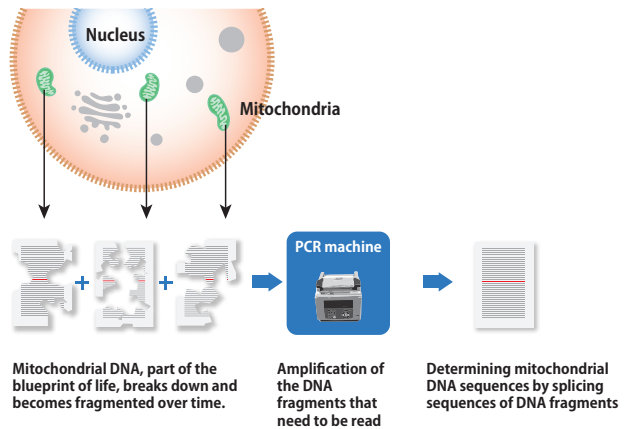 Nucleus
Mitochondria
PCR machine
Mitochondrial DNA, part of the
blueprint of life, breaks down and
becomes fragmented over time.
Amplification of
the DNA
fragments that
need to be read
Determining mitochondrial
DNA sequences by splicing
sequences of DNA fragments